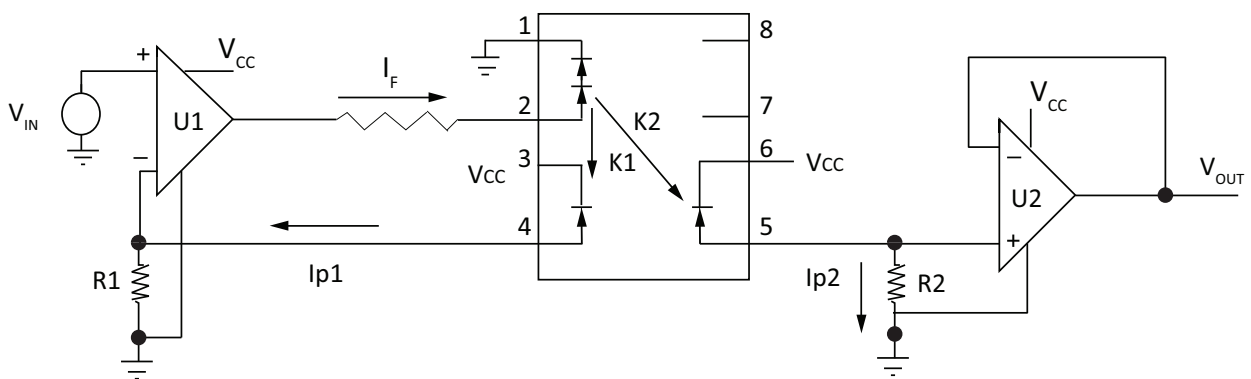 1
8
+
V_CC
I_F
V_IN
U1
2
7
K2
V_CC
−
3
K1
6
VCC
VCC
−
V_OUT
U2
4
5
+
R1
Ip1
Ip2
R2